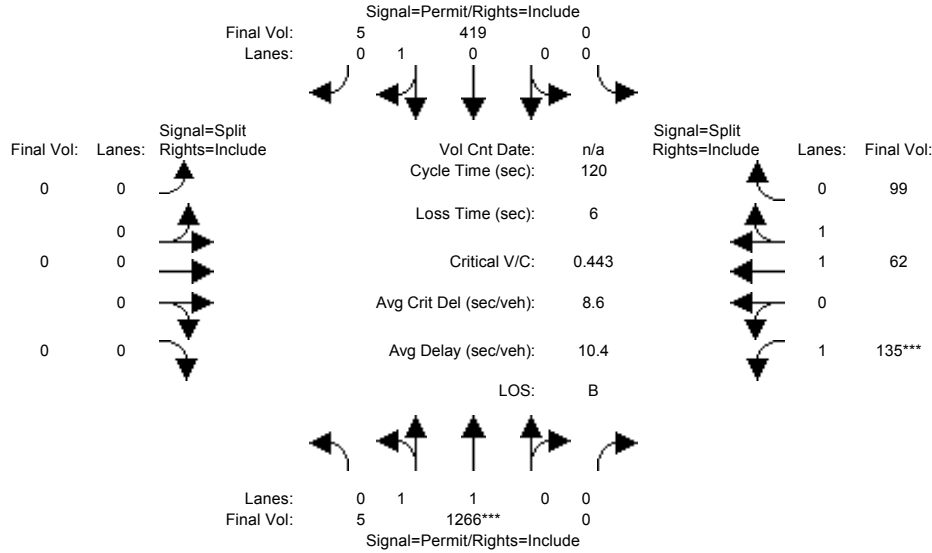 Signal=Permit/Rights=Include
Final Vol: 5 419 0
Lanes: 0 1 0 0 0
Signal=Split Signal=Split
Final Vol: Lanes: Rights=Include Vol Cnt Date: n/a Rights=Include Lanes: Final Vol:
Cycle Time (sec): 120
0 0 0 99
Loss Time (sec): 6
0 1
0 0 Critical V/C: 0.443 1 62
0 Avg Crit Del (sec/veh): 8.6 0
0 0 Avg Delay (sec/veh): 10.4 1 135***
LOS: B
Lanes: 0 1 1 0 0
Final Vol: 5 1266*** 0
Signal=Permit/Rights=Include